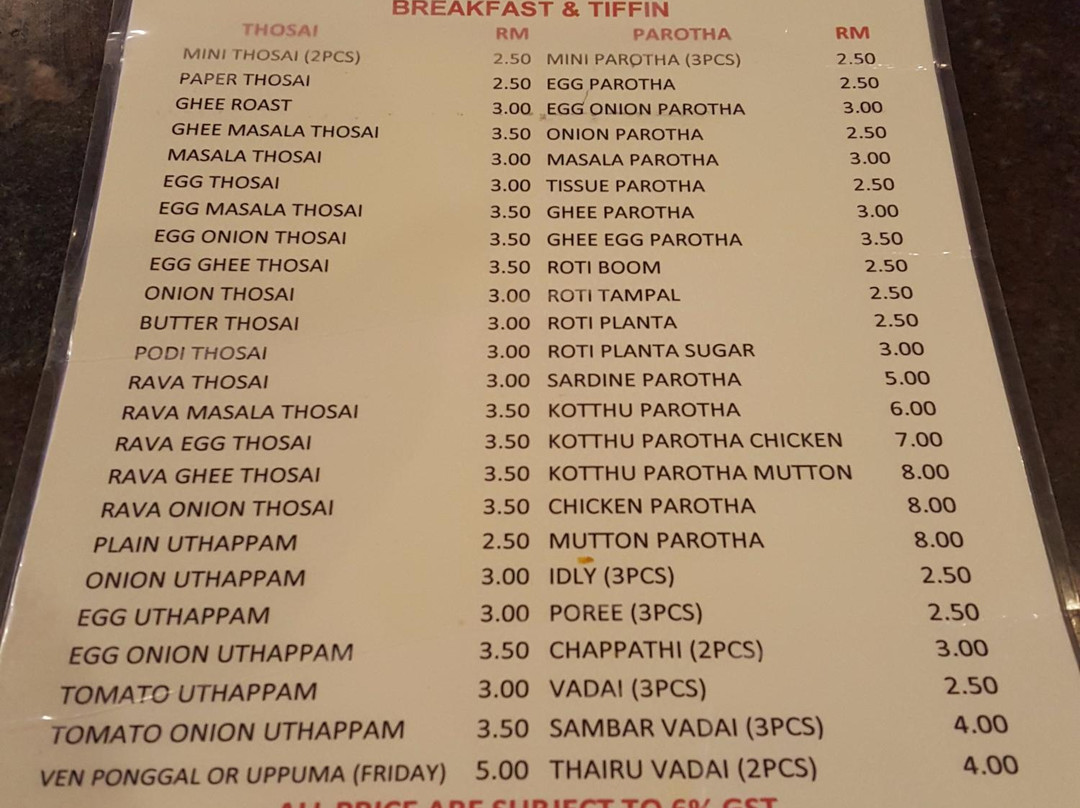 BREAKFAST & TIFFIN
THOSAI RM PAROTHA RM
MINI THOSAI (2PCS) 2.50 MINI PAROTHA (3PCS) 2.50
PAPER THOSAI 2.50 EGG PAROTHA 2.50
GHEE ROAST 3.00 EGG ONION PAROTHA 3.00
GHEE MASALA THOSAI 3.50 ONION PAROTHA 2.50
MASALA THOSAI 3.00 MASALA PAROTHA 3.00
EGG THOSAI 3.00 TISSUE PAROTHA 2.50
EGG MASALA THOSAI 3.50 GHEE PAROTHA 3.00
EGG ONION THOSAI 3.50 GHEE EGG PAROTHA 3.50
EGG GHEE THOSAI 3.50 ROTI BOOM 2.50
ONION THOSAI 3.00 ROTI TAMPAL 2.50
BUTTER THOSAI 3.00 ROTI PLANTA 2.50
PODI THOSAI 3.00 ROTI PLANTA SUGAR 3.00
RAVA THOSAI 3.00 SARDINE PAROTHA 5.00
RAVA MASALA THOSAI 3.50 KOTTHU PAROTHA 6.00
RAVA EGG THOSAI 3.50 KOTTHU PAROTHA CHICKEN 7.00
RAVA GHEE THOSAI 3.50 KOTTHU PAROTHA MUTTON 8.00
RAVA ONION THOSAI 3.50 CHICKEN PAROTHA 8.00
PLAIN UTHAPPAM 2.50 MUTTON PAROTHA 8.00
ONION UTHAPPAM 3.00 IDLY (3PCS) 2.50
EGG UTHAPPAM 3.00 POREE (3PCS) 2.50
EGG ONION UTHAPPAM 3.50 CHAPPATHI (2PCS) 3.00
TOMATO UTHAPPAM 3.00 VADAI (3PCS) 2.50
TOMATO ONION UTHAPPAM 3.50 SAMBAR VADAI (3PCS) 4.00
VEN PONGGAL OR UPPUMA (FRIDAY) 5.00 THAIRU VADAI (2PCS) 4.00
ALL PRICE ARE SUBJECT TO 6% GST